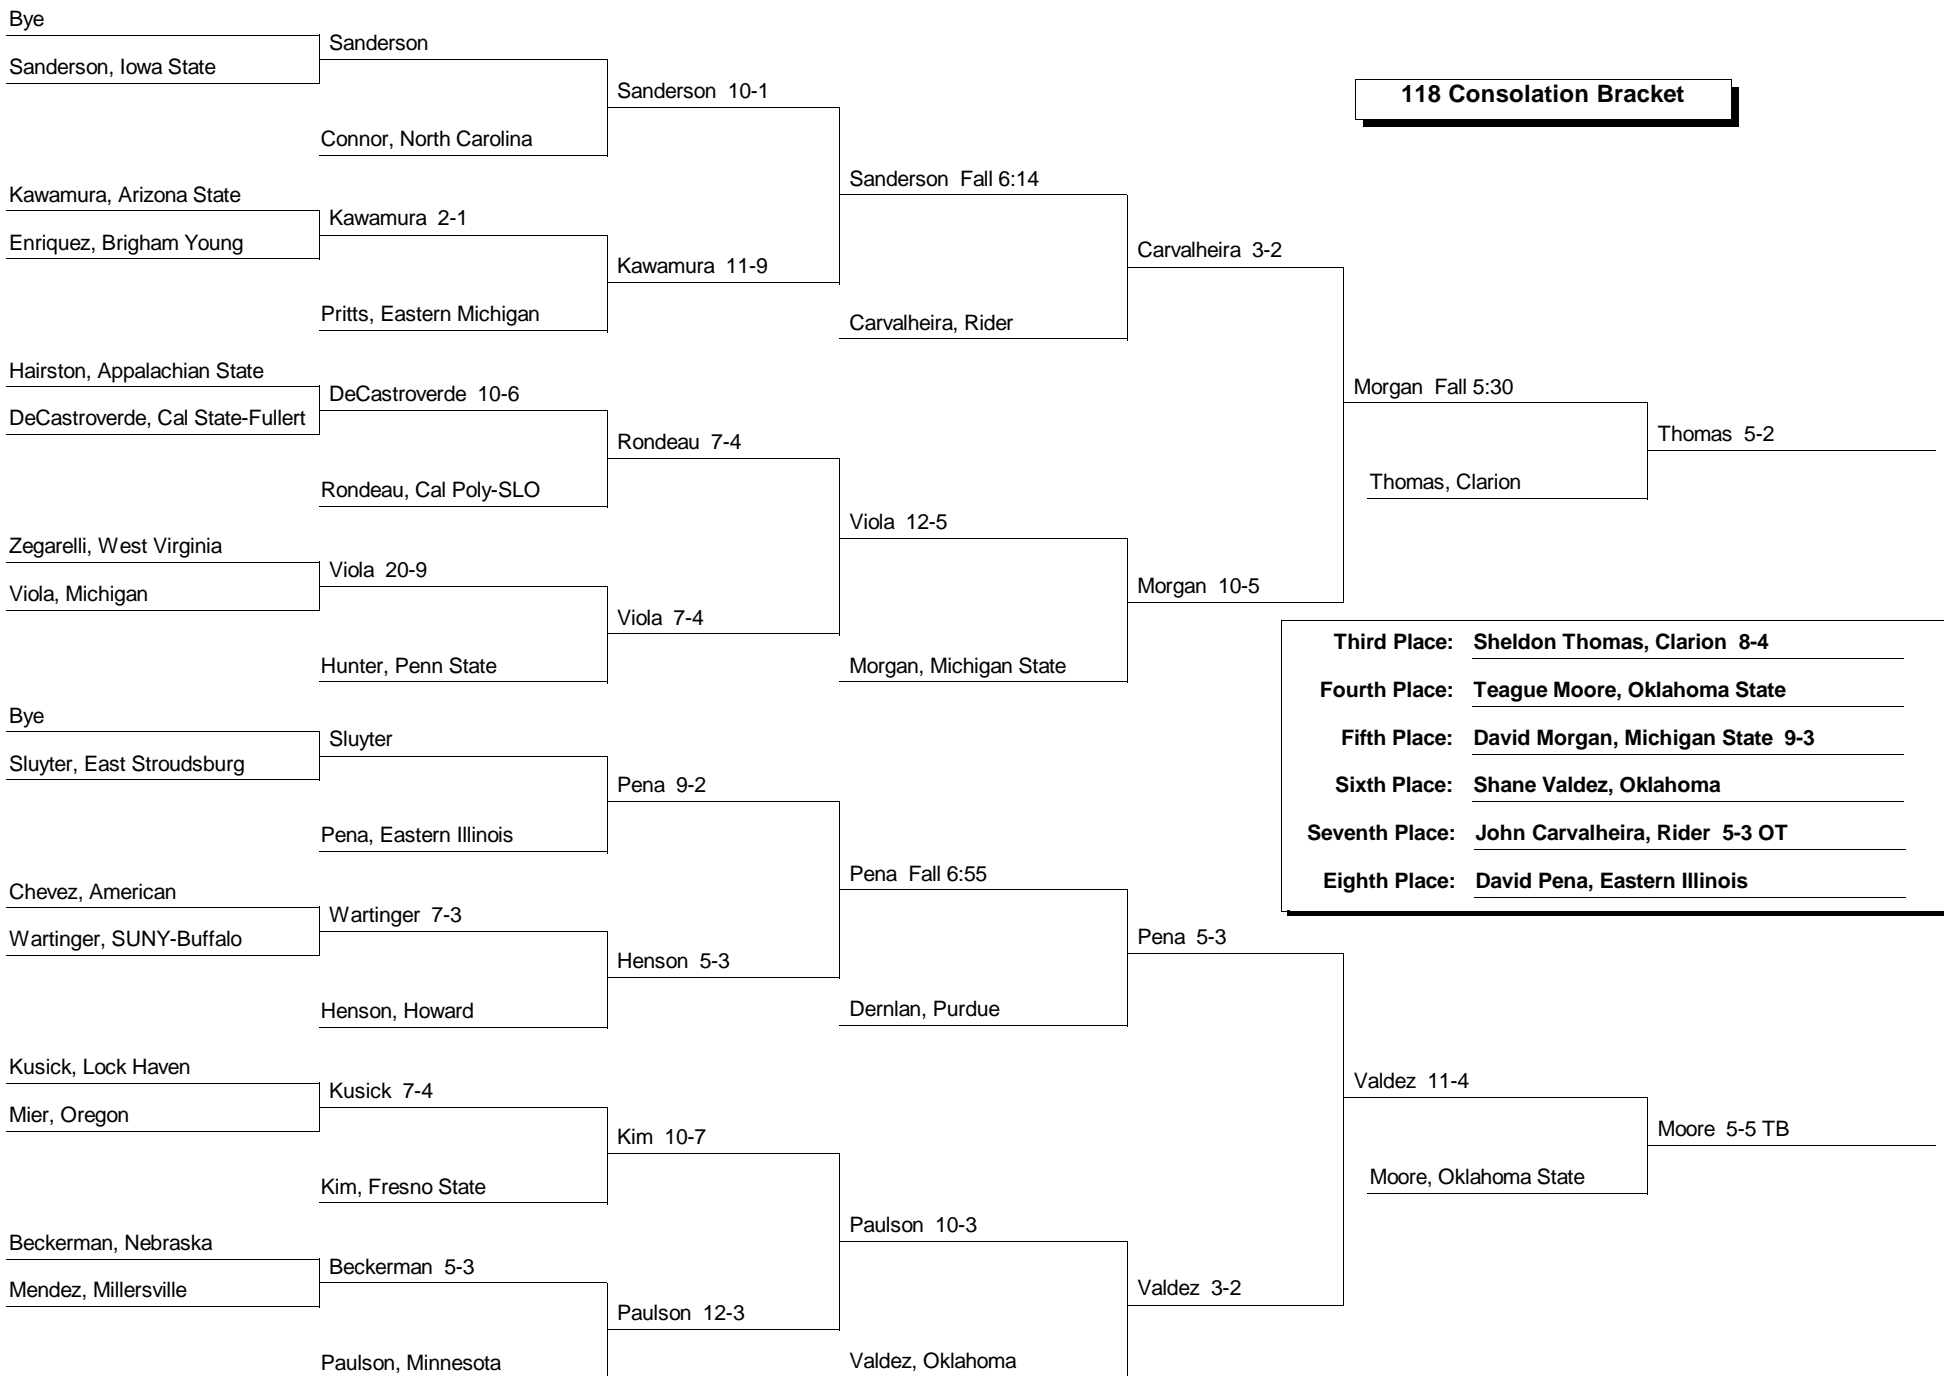 Bye
Sanderson, Iowa State
Kawamura, Arizona State
Enriquez, Brigham Young
Hairston, Appalachian State
DeCastroverde, Cal State-Fullert
Zegarelli, West Virginia
Viola, Michigan
Bye
Sluyter, East Stroudsburg
Chevez, American
Wartinger, SUNY-Buffalo
Kusick, Lock Haven
Mier, Oregon
Beckerman, Nebraska
Mendez, Millersville
Sanderson
Connor, North Carolina
Kawamura 2-1
Pritts, Eastern Michigan
DeCastroverde 10-6
Rondeau, Cal Poly-SLO
Viola 20-9
Hunter, Penn State
Sluyter
Pena, Eastern Illinois
Wartinger 7-3
Henson, Howard
Kusick 7-4
Kim, Fresno State
Beckerman 5-3
Paulson, Minnesota
Sanderson 10-1
Kawamura 11-9
Rondeau 7-4
Viola 7-4
Pena 9-2
Henson 5-3
Kim 10-7
Paulson 12-3
Sanderson Fall 6:14
Carvalheira, Rider
Viola 12-5
Morgan, Michigan State
Pena Fall 6:55
Dernlan, Purdue
Paulson 10-3
Valdez, Oklahoma
Carvalheira 3-2
Morgan 10-5
Pena 5-3
Valdez 3-2
Morgan Fall 5:30
Thomas, Clarion
Valdez 11-4
Moore, Oklahoma State
Thomas 5-2
Moore 5-5 TB
118 Consolation Bracket
Third Place: Sheldon Thomas, Clarion 8-4
Fourth Place: Teague Moore, Oklahoma State
Fifth Place: David Morgan, Michigan State 9-3
Sixth Place: Shane Valdez, Oklahoma
Seventh Place: John Carvalheira, Rider 5-3 OT
Eighth Place: David Pena, Eastern Illinois